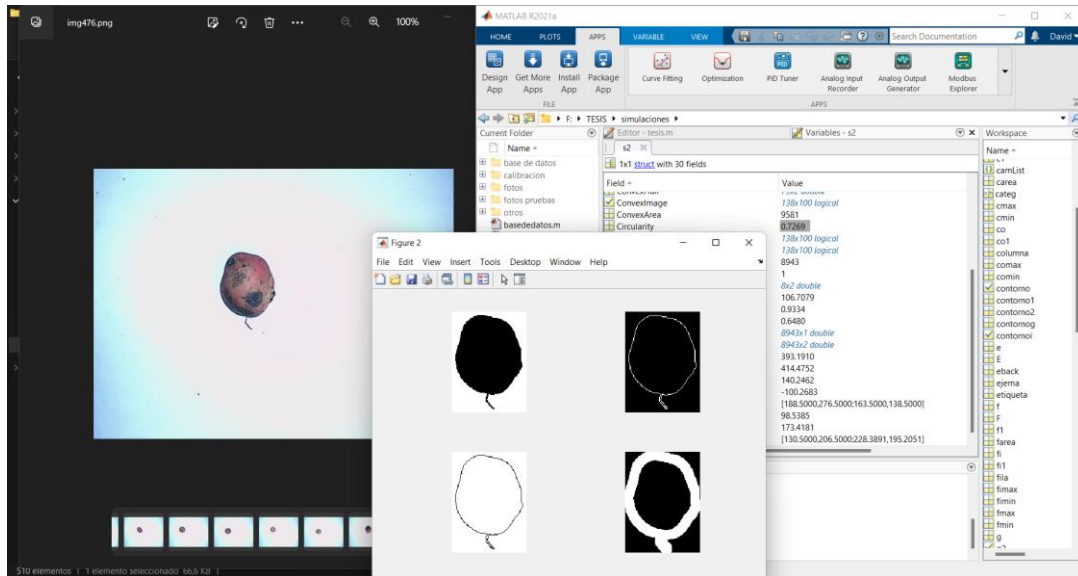 img476.png
100%
MATLAB R2021a
HOME PLOTS APPS VARIABLE VIEW
Search Documentation
David
Design App
Get More Apps
Install App
Package App
Curve Fitting
Optimization
PID Tuner
Analog Input Recorder
Analog Output Generator
Modbus Explorer
FILE
APPS
F: TESIS simulaciones
Current Folder
Name
base de datos
calibracion
fotos
fotos pruebas
otros
basededatos.m
Editor - tesis.m
Variables - s2
s2
1x1 struct with 30 fields
Field Value
ConvexImage 138x100 logical
ConvexArea 9581
Circularity 0.7269
138x100 logical
138x100 logical
8943
1
8x2 double
106.7079
0.9334
0.6480
8943x1 double
8943x2 double
393.1910
414.4752
140.2462
-100.2683
[188.5000,276.5000;163.5000,138.5000]
98.5385
173.4181
[130.5000,206.5000;228.3891,195.2051]
Workspace
Name
camList
carea
categ
cmax
cmin
co
co1
columna
comax
comin
contorno
contorno1
contorno2
contornog
contornoi
e
E
eback
ejema
etiqueta
f
F
f1
farea
fi
fi1
fila
fimax
fimin
fmax
fmin
g
Figure 2
File Edit View Insert Tools Desktop Window Help
510 elementos 1 elemento seleccionado 66,6 KB